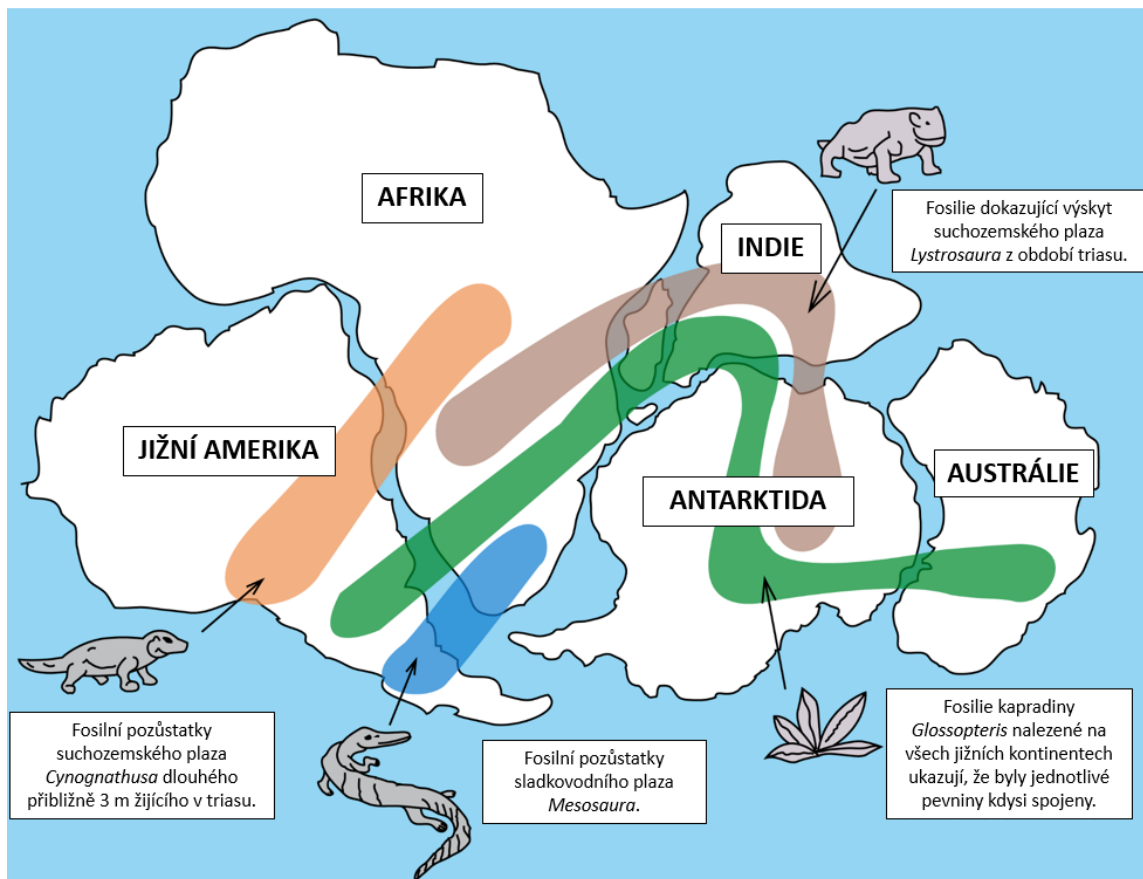 AFRIKA
INDIE
Fosilie dokazující výskyt
suchozemského plaza
Lystrosaura z období triasu.
JIŽNÍ AMERIKA
ANTARKTIDA
AUSTRÁLIE
Fosilní pozůstatky
suchozemského plaza
Cynognathusa dlouhého
přibližně 3 m žijícího v triasu.
Fosilní pozůstatky
sladkovodního plaza
Mesosaura.
Fosilie kapradiny
Glossopteris nalezené na
všech jižních kontinentech
ukazují, že byly jednotlivé
pevniny kdysi spojeny.